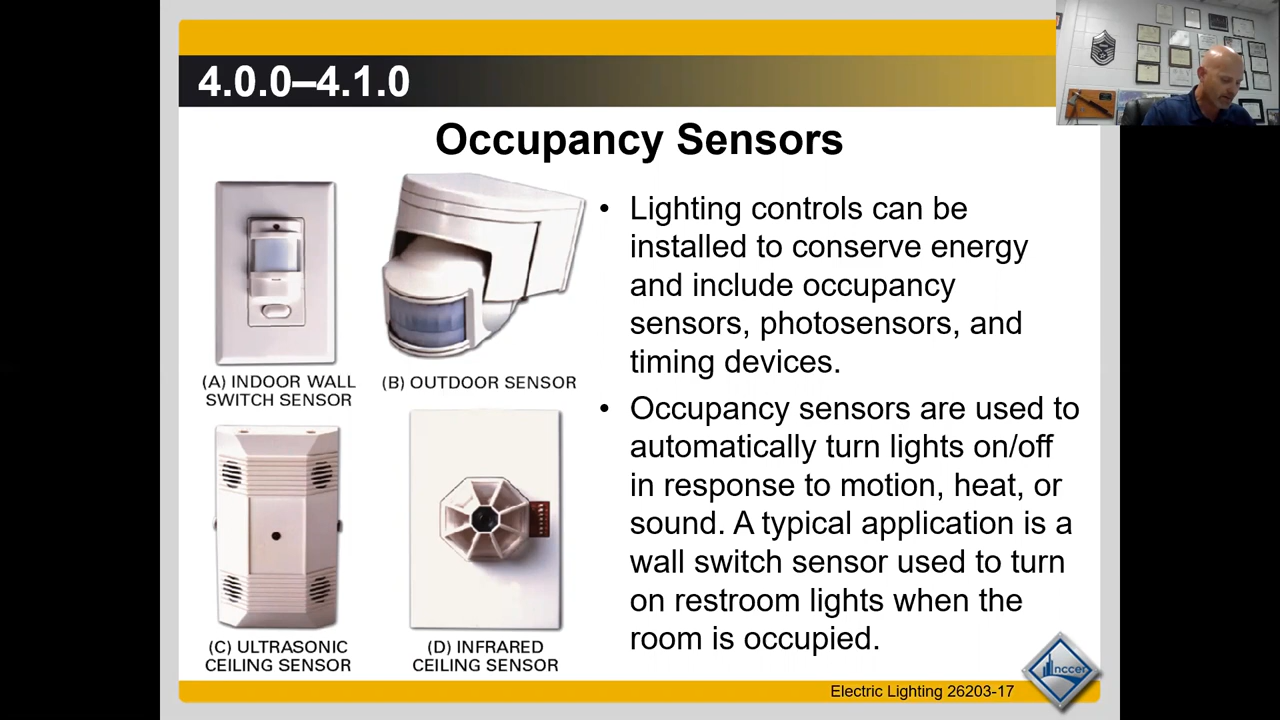 4.0.0–4.1.0
Occupancy Sensors
(A) INDOOR WALL
SWITCH SENSOR
(B) OUTDOOR SENSOR
(C) ULTRASONIC
CEILING SENSOR
(D) INFRARED
CEILING SENSOR
• Lighting controls can be
installed to conserve energy
and include occupancy
sensors, photosensors, and
timing devices.
• Occupancy sensors are used to
automatically turn lights on/off
in response to motion, heat, or
sound. A typical application is a
wall switch sensor used to turn
on restroom lights when the
room is occupied.
nccer
Electric Lighting 26203-17